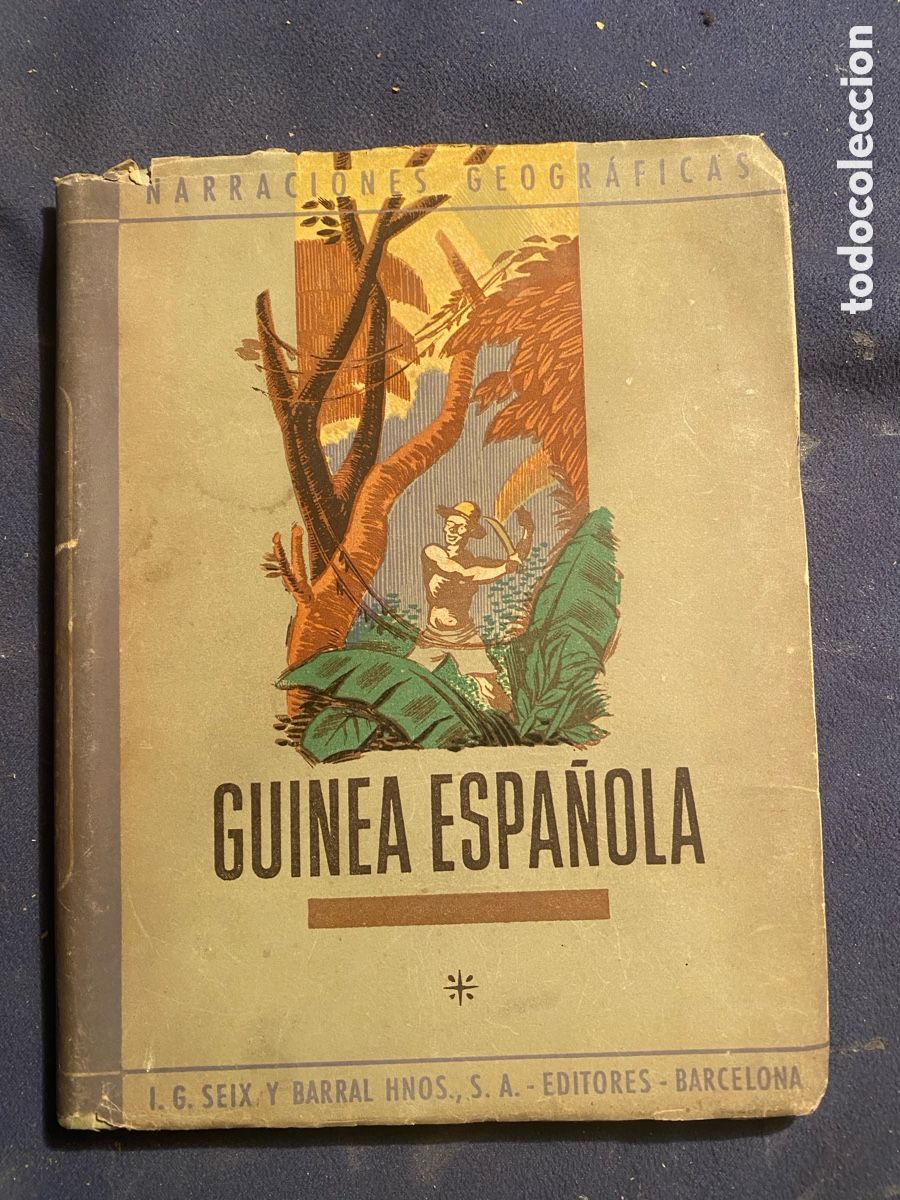 NARRACIONES GEOGRÁFICAS
GUINEA ESPAÑOLA
I. G. SEIX Y BARRAL HNOS., S. A. - EDITORES - BARCELONA
todocoleccion